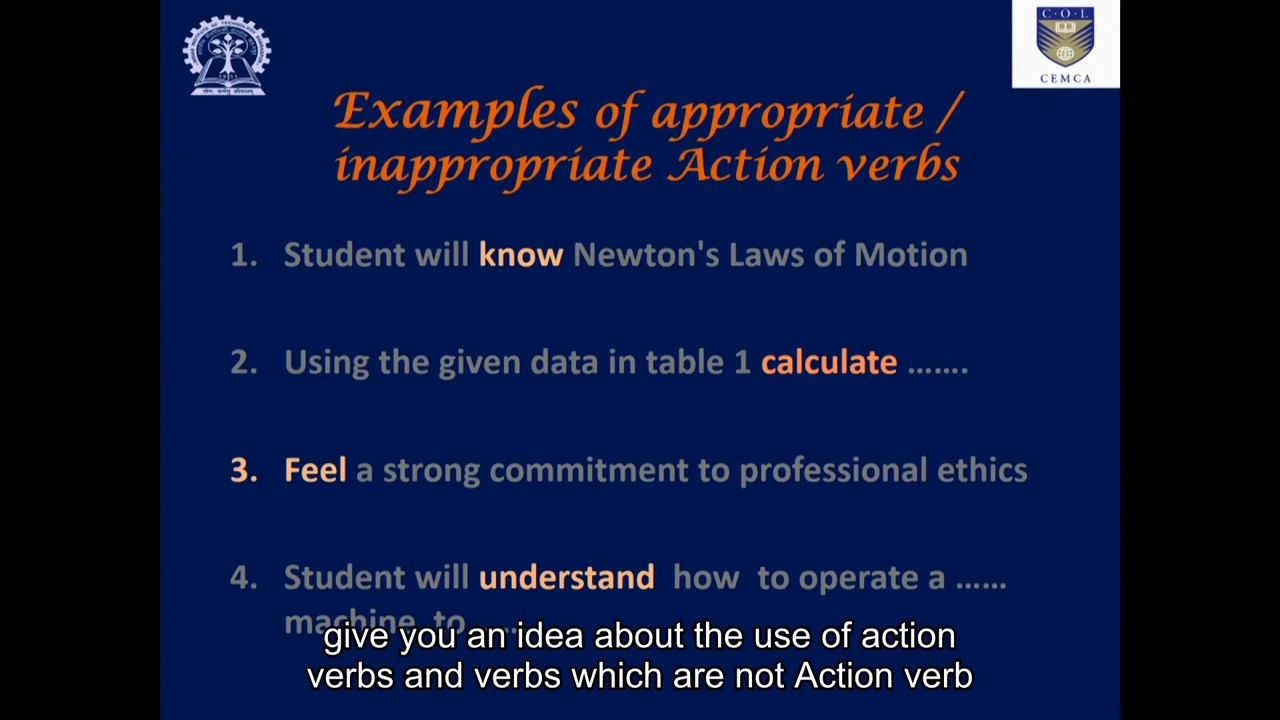 C·O·L
CEMCA
Examples of appropriate /
inappropriate Action verbs
1. Student will know Newton's Laws of Motion
2. Using the given data in table 1 calculate .......
3. Feel a strong commitment to professional ethics
4. Student will understand how to operate a ......
machine to
give you an idea about the use of action
verbs and verbs which are not Action verb